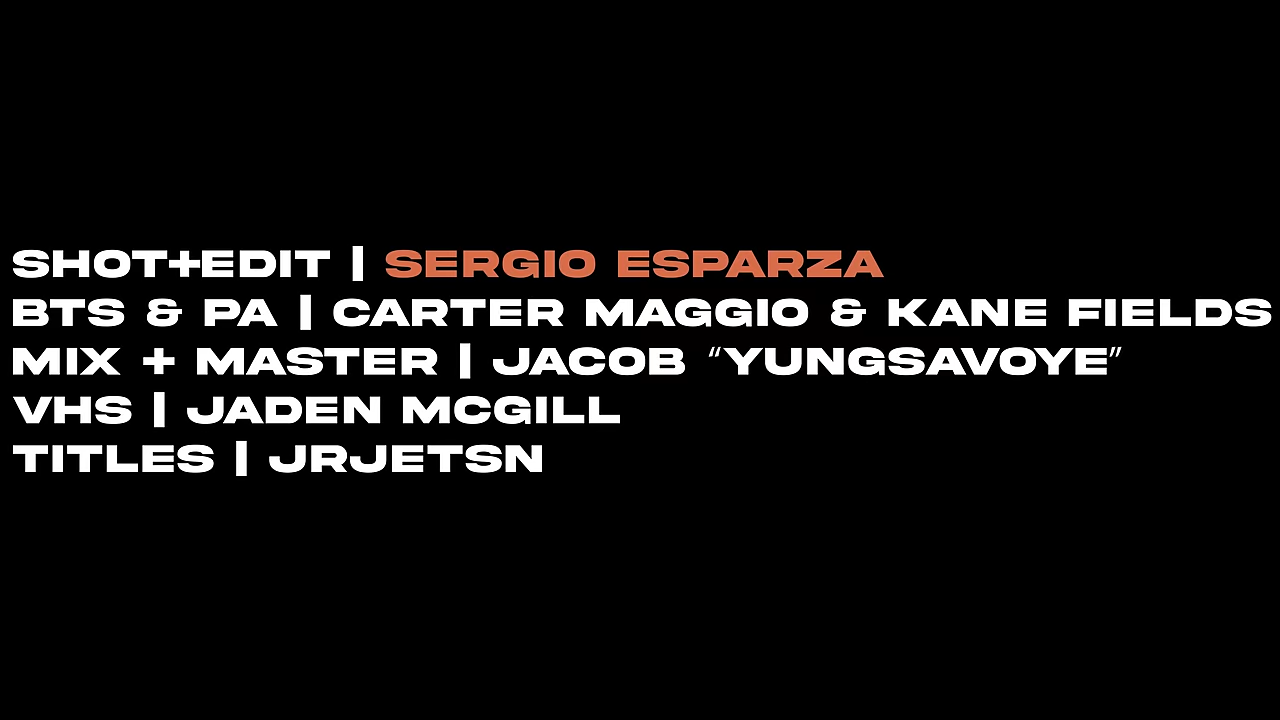 SHOT+EDIT | SERGIO ESPARZA
BTS & PA | CARTER MAGGIO & KANE FIELDS
MIX + MASTER | JACOB “YUNGSAVOYE”
VHS | JADEN MCGILL
TITLES | JRJETSN